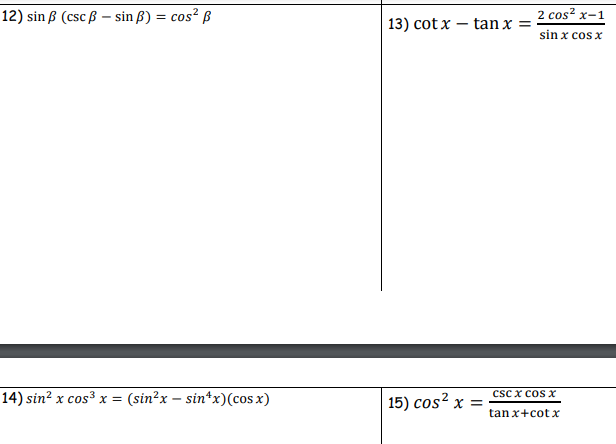 12) sin β (csc β − sin β) = cos² β
13) cot x − tan x = (2 cos² x−1)/(sin x cos x)
14) sin² x cos³ x = (sin²x − sin⁴x)(cos x)
15) cos² x = (csc x cos x)/(tan x+cot x)